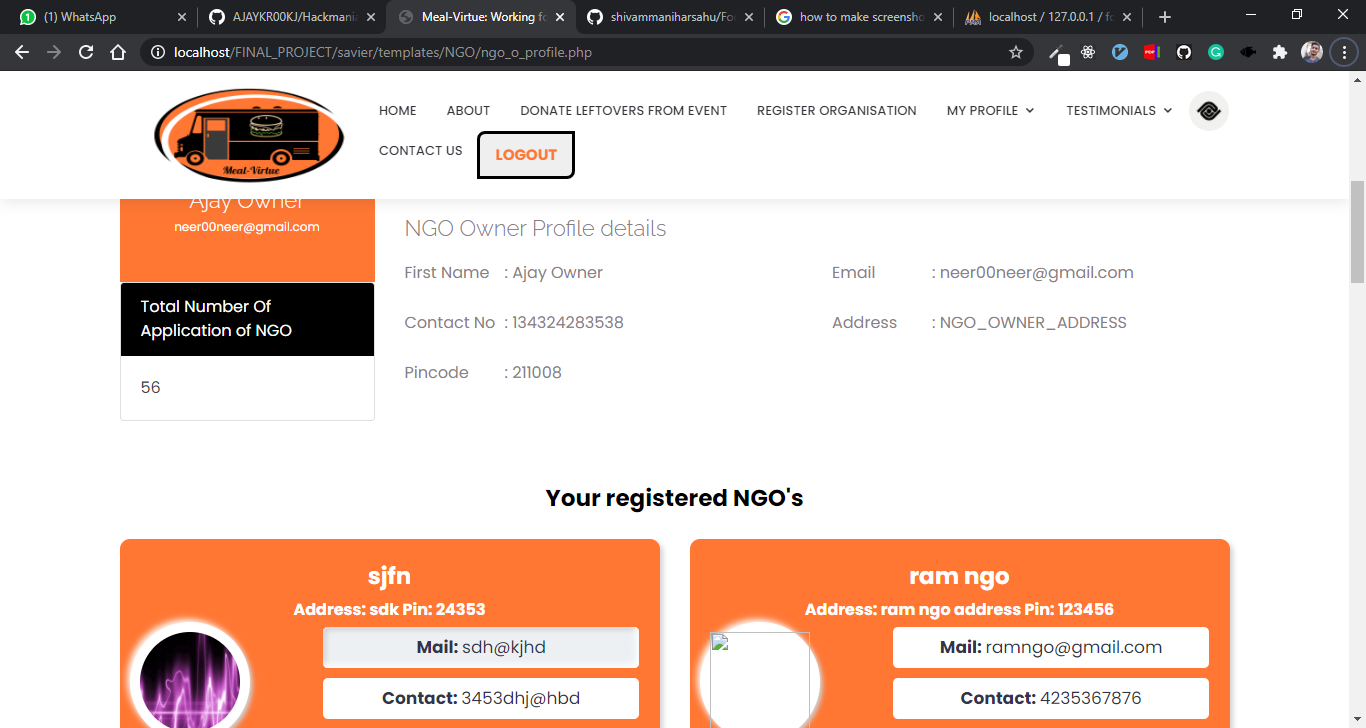 (1) WhatsApp
AJAYKR00KJ/Hackmania
Meal-Virtue: Working fo
shivammaniharsahu/Foo
how to make screensho
localhost / 127.0.0.1 / fo
localhost/FINAL_PROJECT/savier/templates/NGO/ngo_o_profile.php
Meal-Virtue
HOME
ABOUT
DONATE LEFTOVERS FROM EVENT
REGISTER ORGANISATION
MY PROFILE
TESTIMONIALS
CONTACT US
LOGOUT
Ajay Owner
neer00neer@gmail.com
Total Number Of
Application of NGO
56
NGO Owner Profile details
First Name : Ajay Owner
Email : neer00neer@gmail.com
Contact No : 134324283538
Address : NGO_OWNER_ADDRESS
Pincode : 211008
Your registered NGO's
sjfn
Address: sdk Pin: 24353
Mail: sdh@kjhd
Contact: 3453dhj@hbd
ram ngo
Address: ram ngo address Pin: 123456
Mail: ramngo@gmail.com
Contact: 4235367876